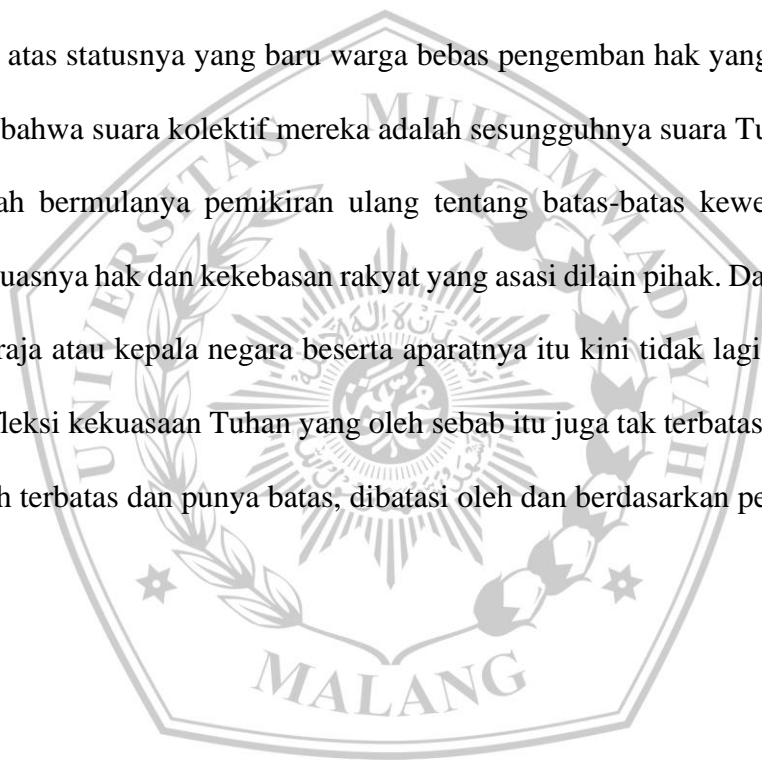 atas statusnya yang baru warga bebas pengemban hak yang
bahwa suara kolektif mereka adalah sesungguhnya suara Tu
ah bermulanya pemikiran ulang tentang batas-batas kewe
uasnya hak dan kekebasan rakyat yang asasi dilain pihak. Da
raja atau kepala negara beserta aparatnya itu kini tidak lagi
leksi kekuasaan Tuhan yang oleh sebab itu juga tak terbatas
h terbatas dan punya batas, dibatasi oleh dan berdasarkan pe
UNIVERSITAS MUHAMMADIYAH
MALANG